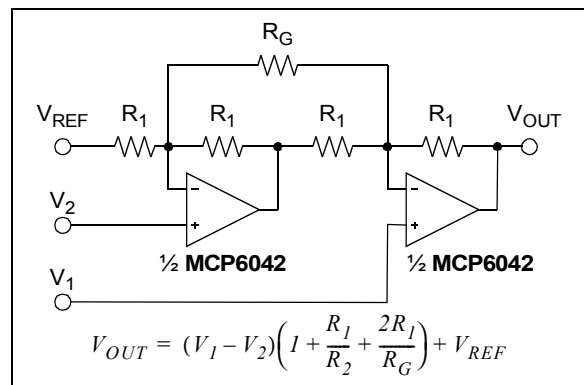 R_G
V_REF R_1 R_1 R_1 R_1 V_OUT
V_2
½ MCP6042 ½ MCP6042
V_1
V_OUT = (V_1 – V_2)(1 + R_1/R_2 + 2R_1/R_G) + V_REF